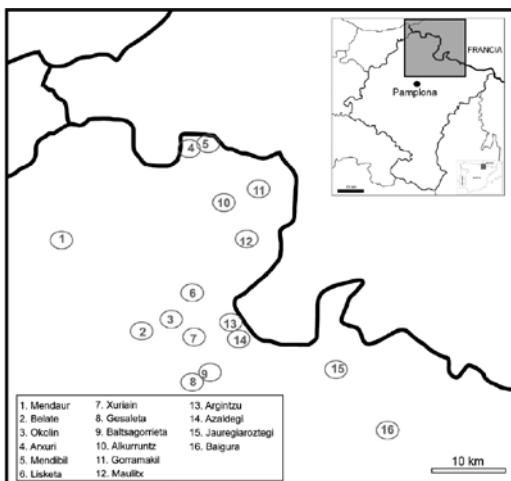 FRANCIA
Pamplona
4
5
11
10
1
12
6
3
13
2
7
14
15
9
8
16
1. Mendaur
2. Belate
3. Okolin
4. Arxuri
5. Mendibil
6. Lisketa
7. Xuriain
8. Gesaleta
9. Baltsagorrieta
10. Alkurruntz
11. Gorramakil
12. Maulitx
13. Argintzu
14. Azaldegi
15. Jauregiaroztegi
16. Baigura
10 km